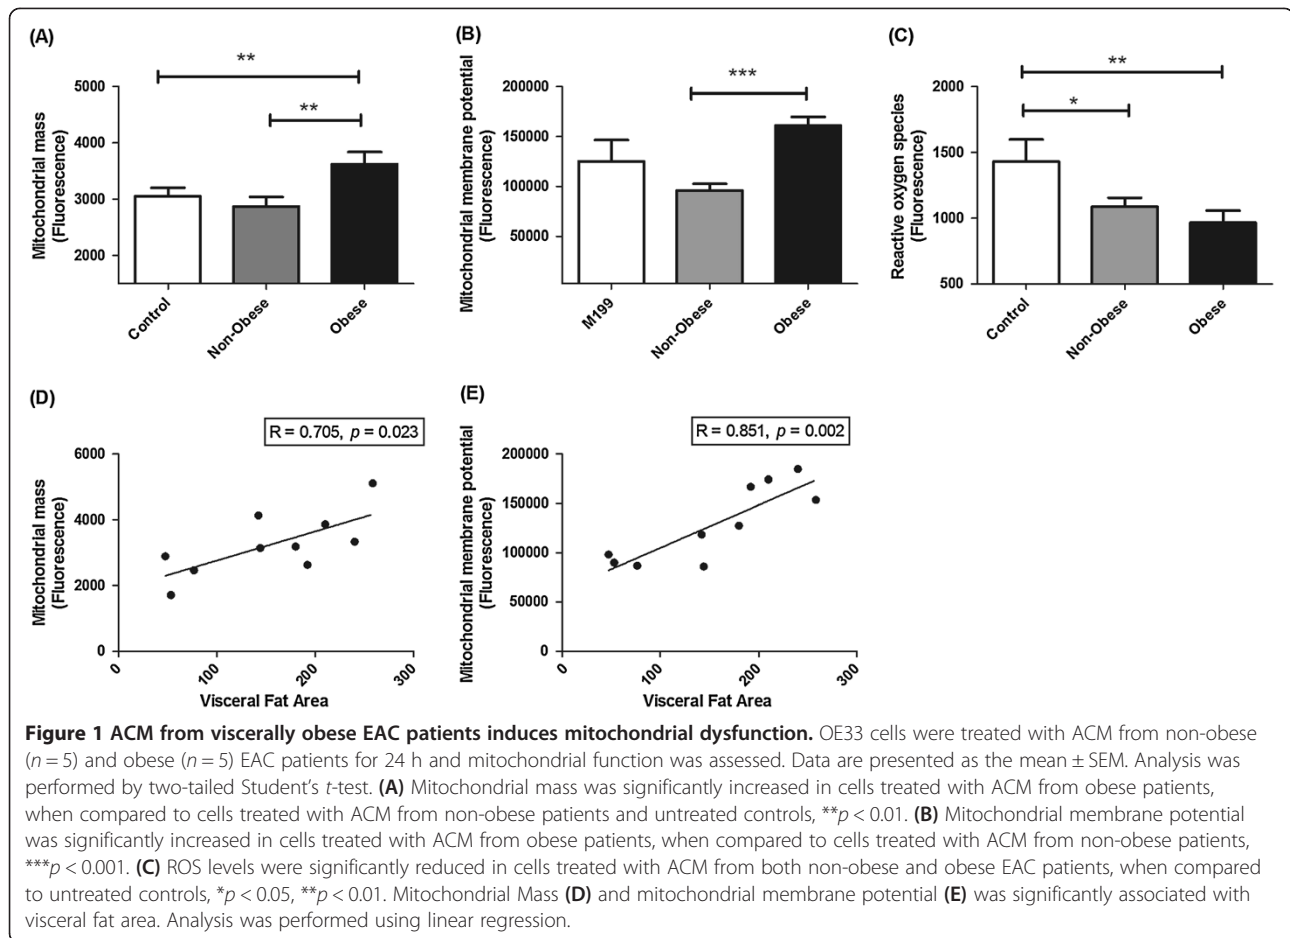 (A)
**
**
Mitochondrial mass
(Fluorescence)
5000
4000
3000
2000
Control
Non-Obese
Obese
(B)
***
Mitochondrial membrane potential
(Fluorescence)
200000
150000
100000
50000
M199
Non-Obese
Obese
(C)
**
*
Reactive oxygen species
(Fluorescence)
2000
1500
1000
500
Control
Non-Obese
Obese
(D)
R = 0.705, p = 0.023
Mitochondrial mass
(Fluorescence)
6000
4000
2000
0
0
100
200
300
Visceral Fat Area
(E)
R = 0.851, p = 0.002
Mitochondrial membrane potential
(Fluorescence)
200000
150000
100000
50000
0
0
100
200
300
Visceral Fat Area
Figure 1 ACM from viscerally obese EAC patients induces mitochondrial dysfunction. OE33 cells were treated with ACM from non-obese
(n = 5) and obese (n = 5) EAC patients for 24 h and mitochondrial function was assessed. Data are presented as the mean ± SEM. Analysis was
performed by two-tailed Student's t-test. (A) Mitochondrial mass was significantly increased in cells treated with ACM from obese patients,
when compared to cells treated with ACM from non-obese patients and untreated controls, **p < 0.01. (B) Mitochondrial membrane potential
was significantly increased in cells treated with ACM from obese patients, when compared to cells treated with ACM from non-obese patients,
***p < 0.001. (C) ROS levels were significantly reduced in cells treated with ACM from both non-obese and obese EAC patients, when compared
to untreated controls, *p < 0.05, **p < 0.01. Mitochondrial Mass (D) and mitochondrial membrane potential (E) was significantly associated with
visceral fat area. Analysis was performed using linear regression.